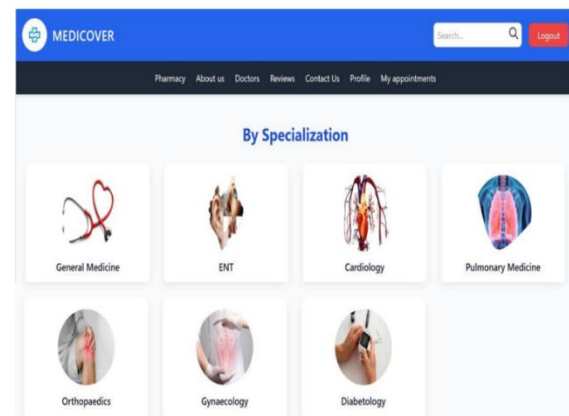 MEDICOVER
Search...
Logout
Pharmacy About us Doctors Reviews Contact Us Profile My appointments
By Specialization
General Medicine
ENT
Cardiology
Pulmonary Medicine
Orthopaedics
Gynaecology
Diabetology